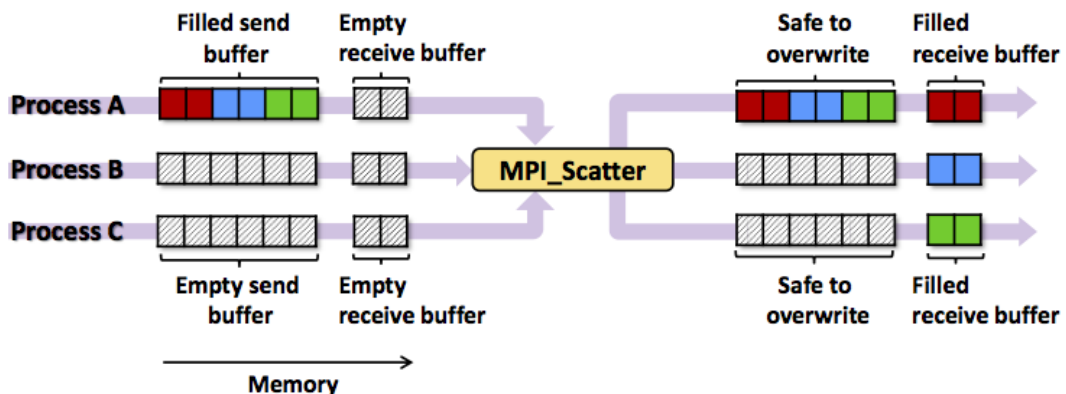 Filled send
buffer
Empty
receive buffer
Safe to
overwrite
Filled
receive buffer
Process A
Process B
MPI_Scatter
Process C
Empty send
buffer
Empty
receive buffer
Safe to
overwrite
Filled
receive buffer
Memory